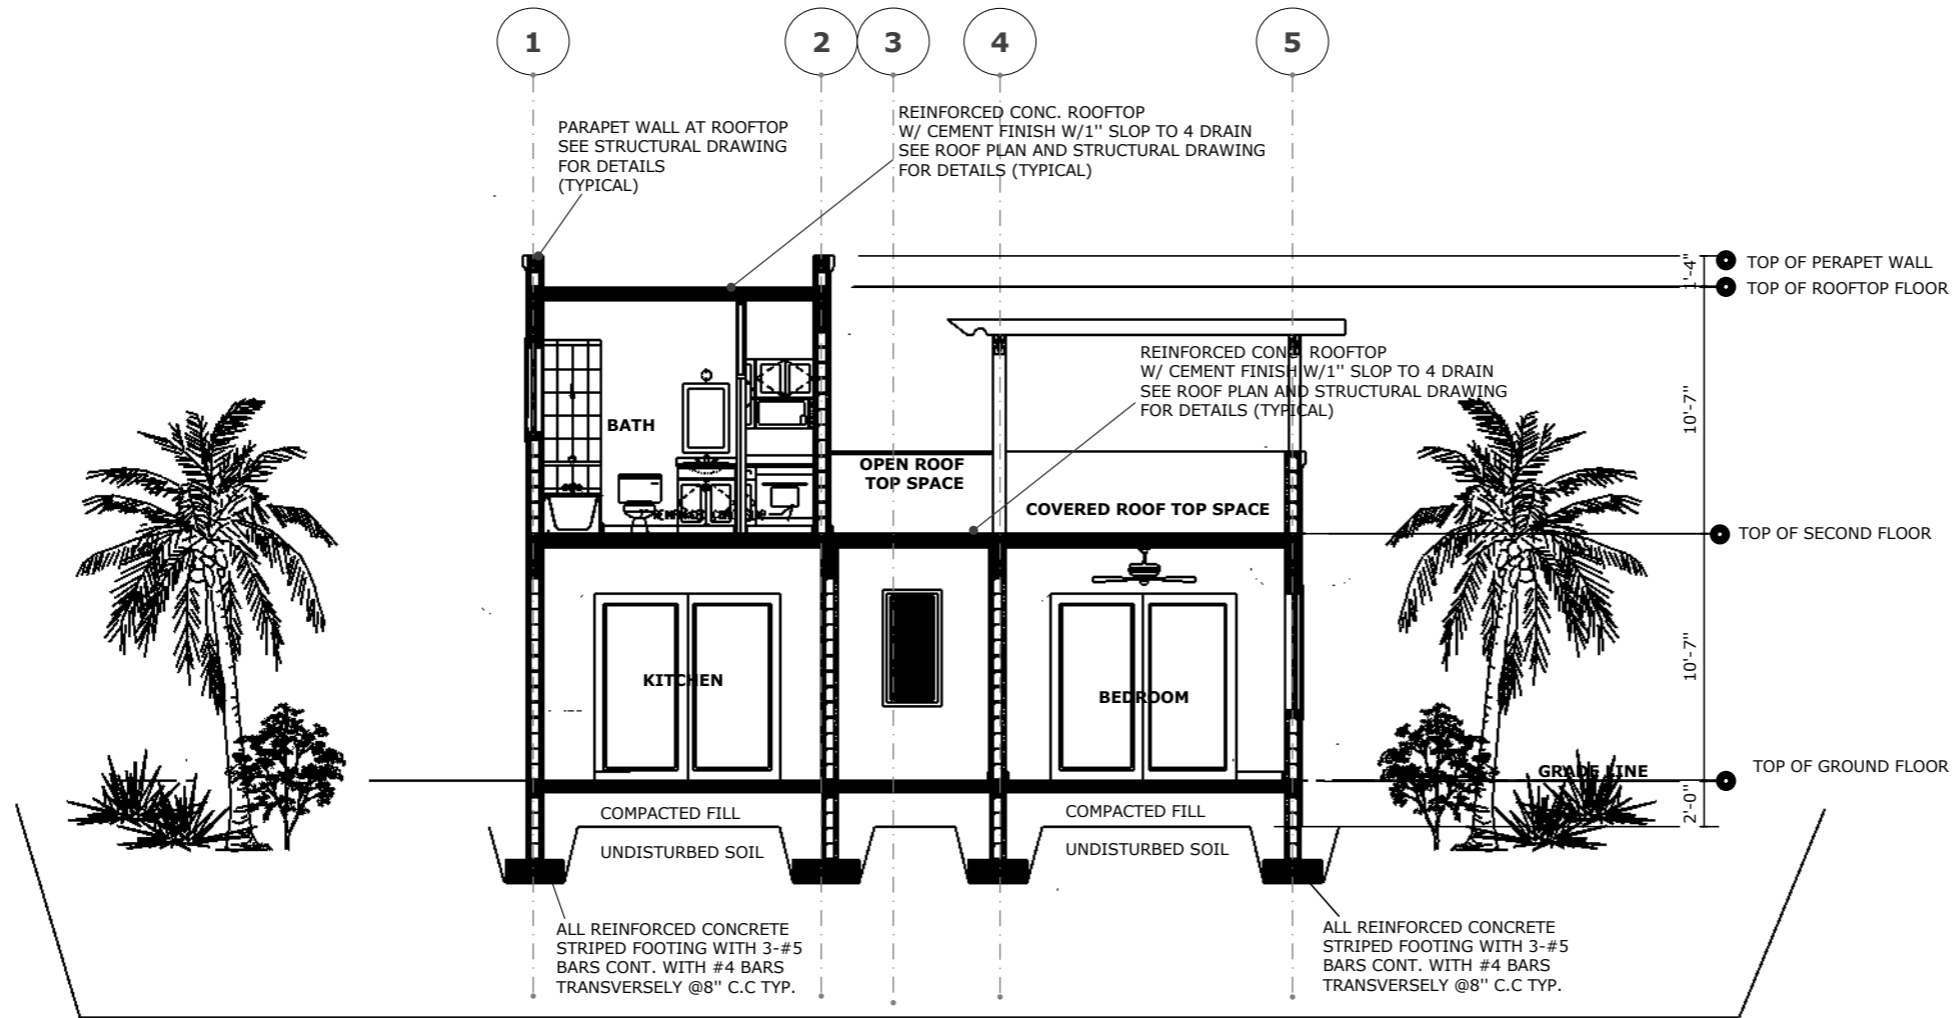 1
2
3
4
5
PARAPET WALL AT ROOFTOP
SEE STRUCTURAL DRAWING
FOR DETAILS
(TYPICAL)
REINFORCED CONC. ROOFTOP
W/ CEMENT FINISH W/1" SLOP TO 4 DRAIN
SEE ROOF PLAN AND STRUCTURAL DRAWING
FOR DETAILS (TYPICAL)
1'-4"
TOP OF PERAPET WALL
TOP OF ROOFTOP FLOOR
REINFORCED CONC. ROOFTOP
W/ CEMENT FINISH W/1" SLOP TO 4 DRAIN
SEE ROOF PLAN AND STRUCTURAL DRAWING
FOR DETAILS (TYPICAL)
10'-7"
BATH
OPEN ROOF
TOP SPACE
COVERED ROOF TOP SPACE
TOP OF SECOND FLOOR
10'-7"
KITCHEN
BEDROOM
GRADE LINE
TOP OF GROUND FLOOR
2'-0"
COMPACTED FILL
COMPACTED FILL
UNDISTURBED SOIL
UNDISTURBED SOIL
ALL REINFORCED CONCRETE
STRIPED FOOTING WITH 3-#5
BARS CONT. WITH #4 BARS
TRANSVERSELY @8" C.C TYP.
ALL REINFORCED CONCRETE
STRIPED FOOTING WITH 3-#5
BARS CONT. WITH #4 BARS
TRANSVERSELY @8" C.C TYP.